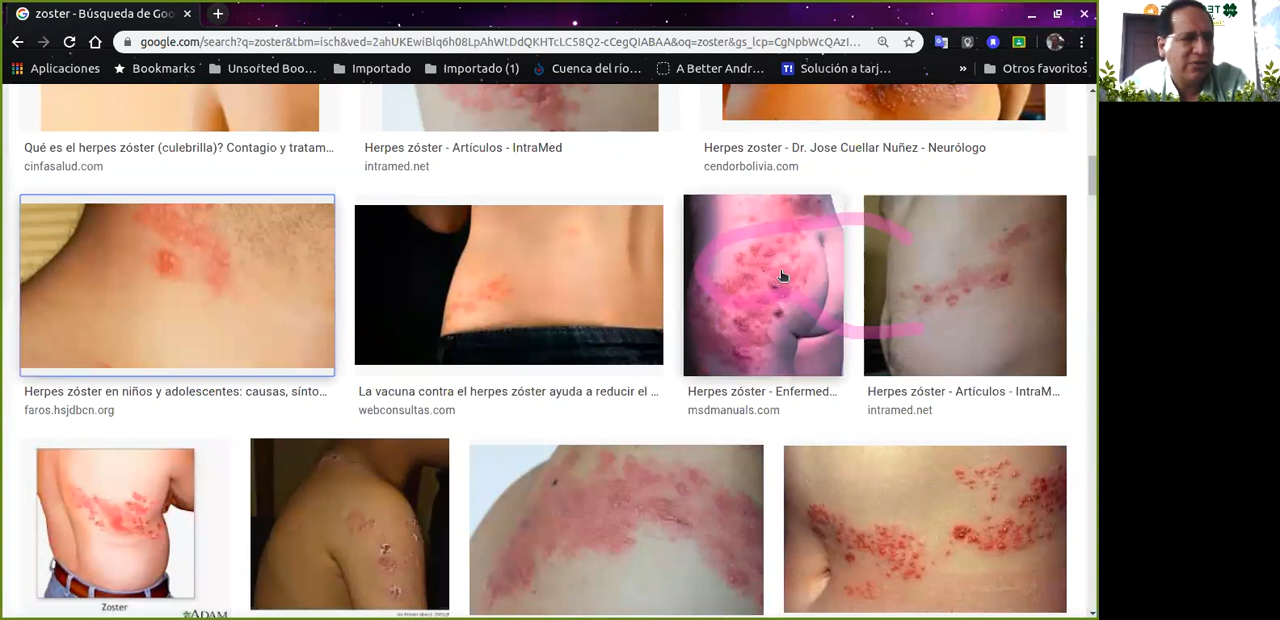 zoster - Búsqueda de Goo
google.com/search?q=zoster&tbm=isch&ved=2ahUKEwiBlq6h08LpAhWtDdQKHTcLC58Q2-cCegQIABAA&oq=zoster&gs_lcp=CgNpbWcQAzI...
Aplicaciones Bookmarks Unsorted Boo... Importado Importado (1) Cuenca del río... A Better Andr... T! Solución a tarj... » Otros favoritos
Qué es el herpes zóster (culebrilla)? Contagio y tratam...
cinfasalud.com
Herpes zóster - Artículos - IntraMed
intramed.net
Herpes zoster - Dr. Jose Cuellar Nuñez - Neurólogo
cendorbolivia.com
Herpes zóster en niños y adolescentes: causas, sínto...
faros.hsjdbcn.org
La vacuna contra el herpes zóster ayuda a reducir el ...
webconsultas.com
Herpes zóster - Enfermed...
msdmanuals.com
Herpes zóster - Artículos - IntraM...
intramed.net
Zoster
ADAM